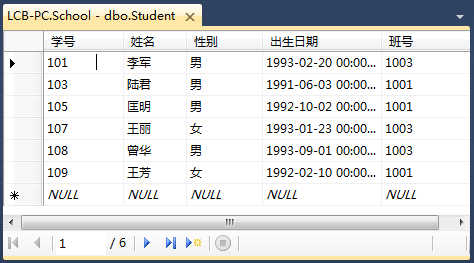 LCB-PC.School - dbo.Student
学号 姓名 性别 出生日期 班号
101 李军 男 1993-02-20 00:00... 1003
103 陆君 男 1991-06-03 00:00... 1001
105 匡明 男 1992-10-02 00:00... 1001
107 王丽 女 1993-01-23 00:00... 1003
108 曾华 男 1993-09-01 00:00... 1003
109 王芳 女 1992-02-10 00:00... 1001
NULL NULL NULL NULL NULL
1 / 6